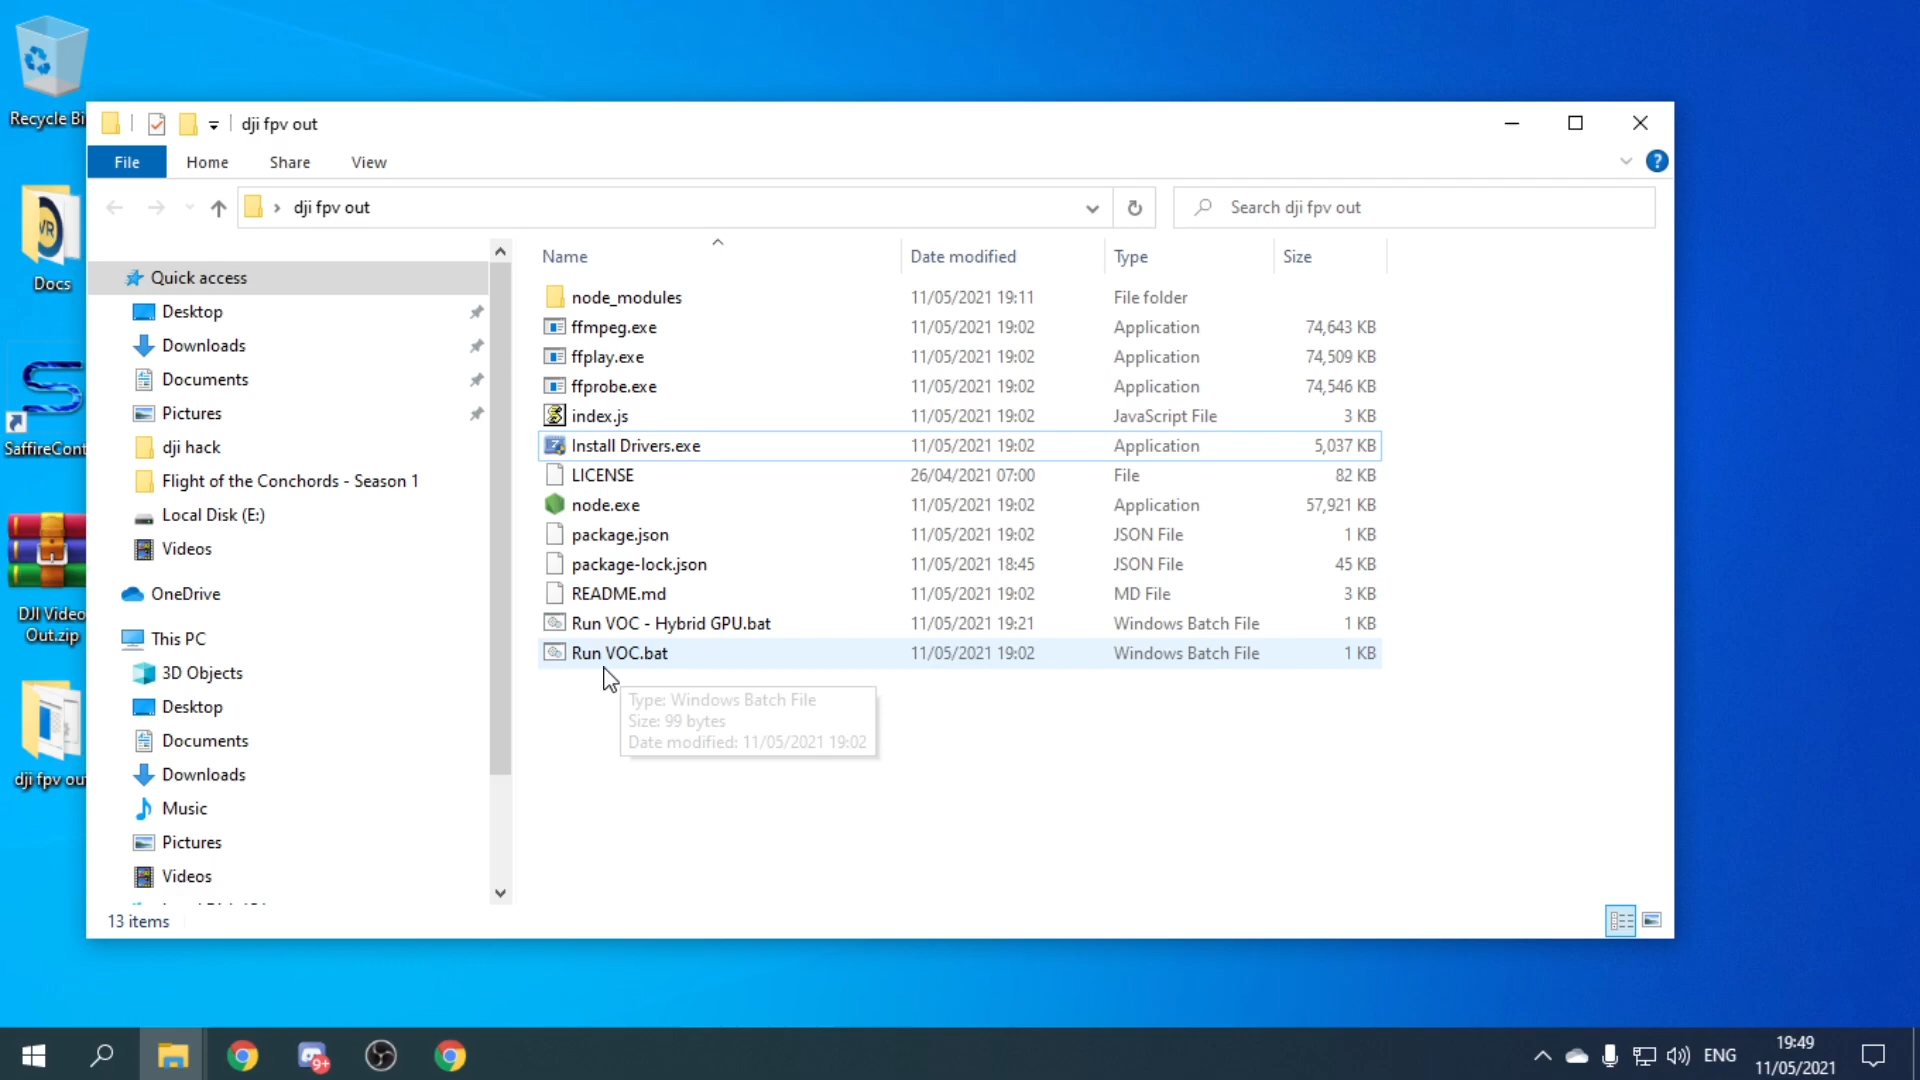 Recycle Bi
Docs
SaffireCont
DJI Video
Out.zip
dji fpv ou
dji fpv out
File
Home
Share
View
?
dji fpv out
Search dji fpv out
Name
Date modified
Type
Size
Quick access
Desktop
Downloads
Documents
Pictures
dji hack
Flight of the Conchords - Season 1
Local Disk (E:)
Videos
OneDrive
This PC
3D Objects
Desktop
Documents
Downloads
Music
Pictures
Videos
node_modules 11/05/2021 19:11 File folder
ffmpeg.exe 11/05/2021 19:02 Application 74,643 KB
ffplay.exe 11/05/2021 19:02 Application 74,509 KB
ffprobe.exe 11/05/2021 19:02 Application 74,546 KB
index.js 11/05/2021 19:02 JavaScript File 3 KB
Install Drivers.exe 11/05/2021 19:02 Application 5,037 KB
LICENSE 26/04/2021 07:00 File 82 KB
node.exe 11/05/2021 19:02 Application 57,921 KB
package.json 11/05/2021 19:02 JSON File 1 KB
package-lock.json 11/05/2021 18:45 JSON File 45 KB
README.md 11/05/2021 19:02 MD File 3 KB
Run VOC - Hybrid GPU.bat 11/05/2021 19:21 Windows Batch File 1 KB
Run VOC.bat 11/05/2021 19:02 Windows Batch File 1 KB
Type: Windows Batch File
Size: 99 bytes
Date modified: 11/05/2021 19:02
13 items
9+
ENG
19:49
11/05/2021